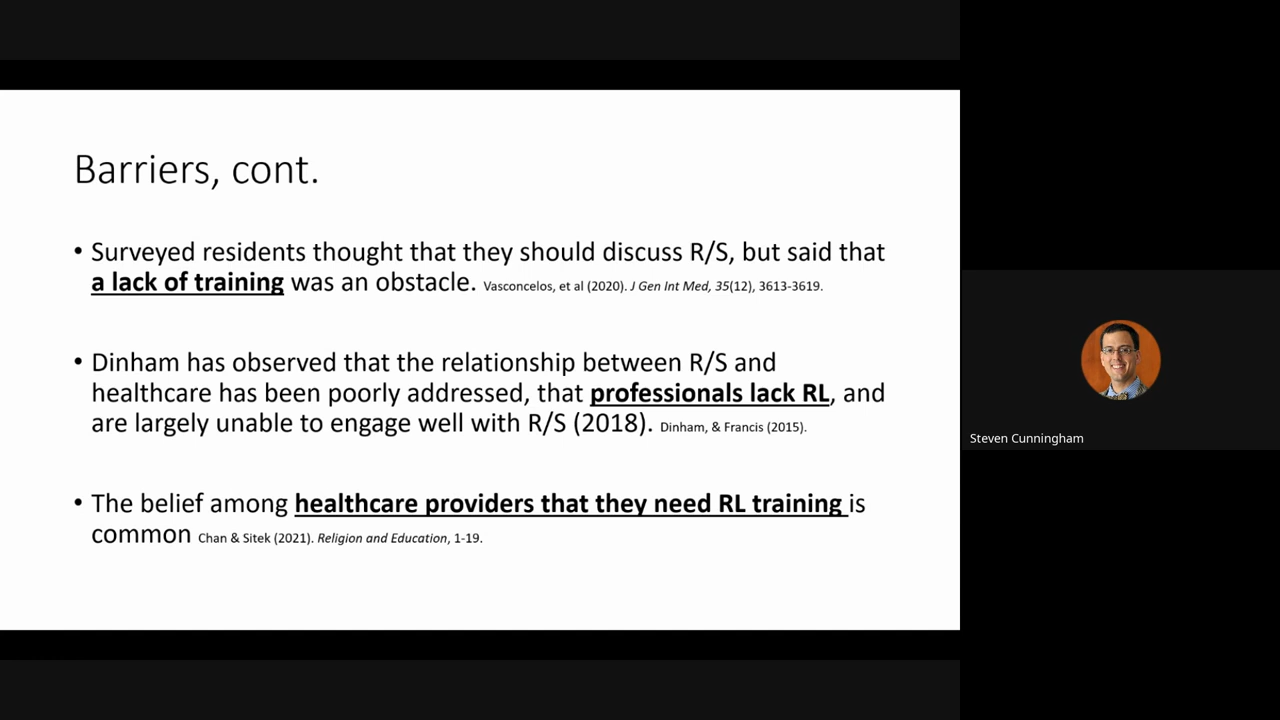 Barriers, cont.
• Surveyed residents thought that they should discuss R/S, but said that
a lack of training was an obstacle. Vasconcelos, et al (2020). J Gen Int Med, 35(12), 3613-3619.
• Dinham has observed that the relationship between R/S and
healthcare has been poorly addressed, that professionals lack RL, and
are largely unable to engage well with R/S (2018). Dinham, & Francis (2015).
• The belief among healthcare providers that they need RL training is
common Chan & Sitek (2021). Religion and Education, 1-19.
Steven Cunningham